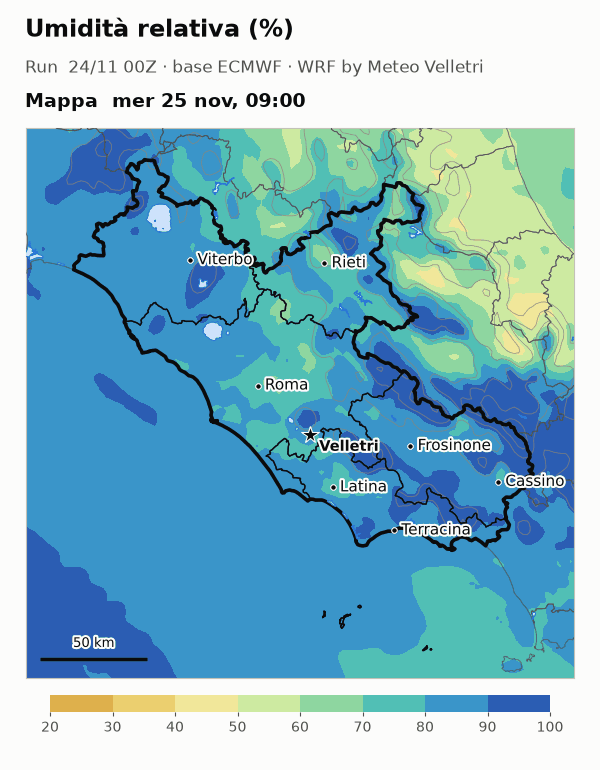 Umidità relativa (%)
Run 24/11 00Z · base ECMWF · WRF by Meteo Velletri
Mappa mer 25 nov, 09:00
Viterbo
Rieti
Roma
Velletri
Frosinone
Cassino
Latina
Terracina
50 km
20 30 40 50 60 70 80 90 100